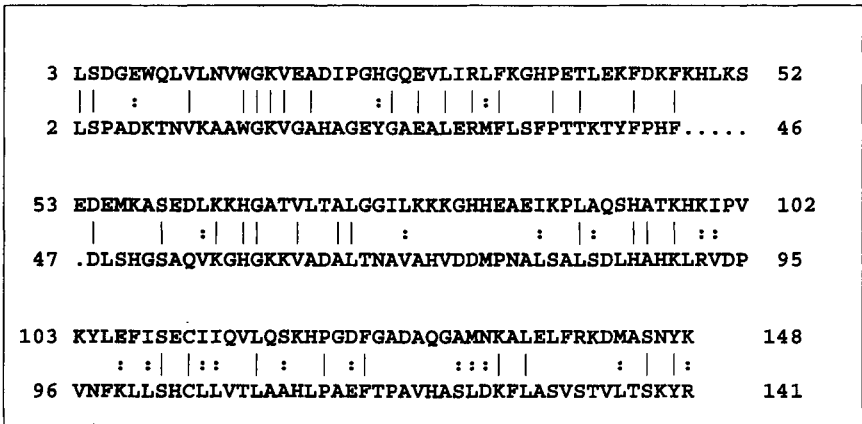 3 LSDGEWQLVLNVWGKVEADIPGHGQEVLIRLFKGHPETLEKFDKFKHLKS 52
  ||  :   |   |||| |    :| | | |:|   | |   |  |
2 LSPADKTNVKAAWGKVGAHAGEYGAEALERMFLSFPTTKTYFPHF..... 46
53 EDEMKASEDLKKHGATVLTALGGILKKKGHHEAEIKPLAQSHATKHKIPV 102
    |    |  :| ||  |  ||   :         :  |:  || | ::
47 .DLSHGSAQVKGHGKKVADALTNAVAHVDDMPNALSALSDLHAHKLRVDP 95
103 KYLEFISECIIQVLQSKHPGDFGADAQGAMNKALELFRKDMASNYK 148
       : :| |::  | :  | :|      :::| |      : | |:
96 VNFKLLSHCLLVTLAAHLPAEFTPAVHASLDKFLASVSTVLTSKYR 141